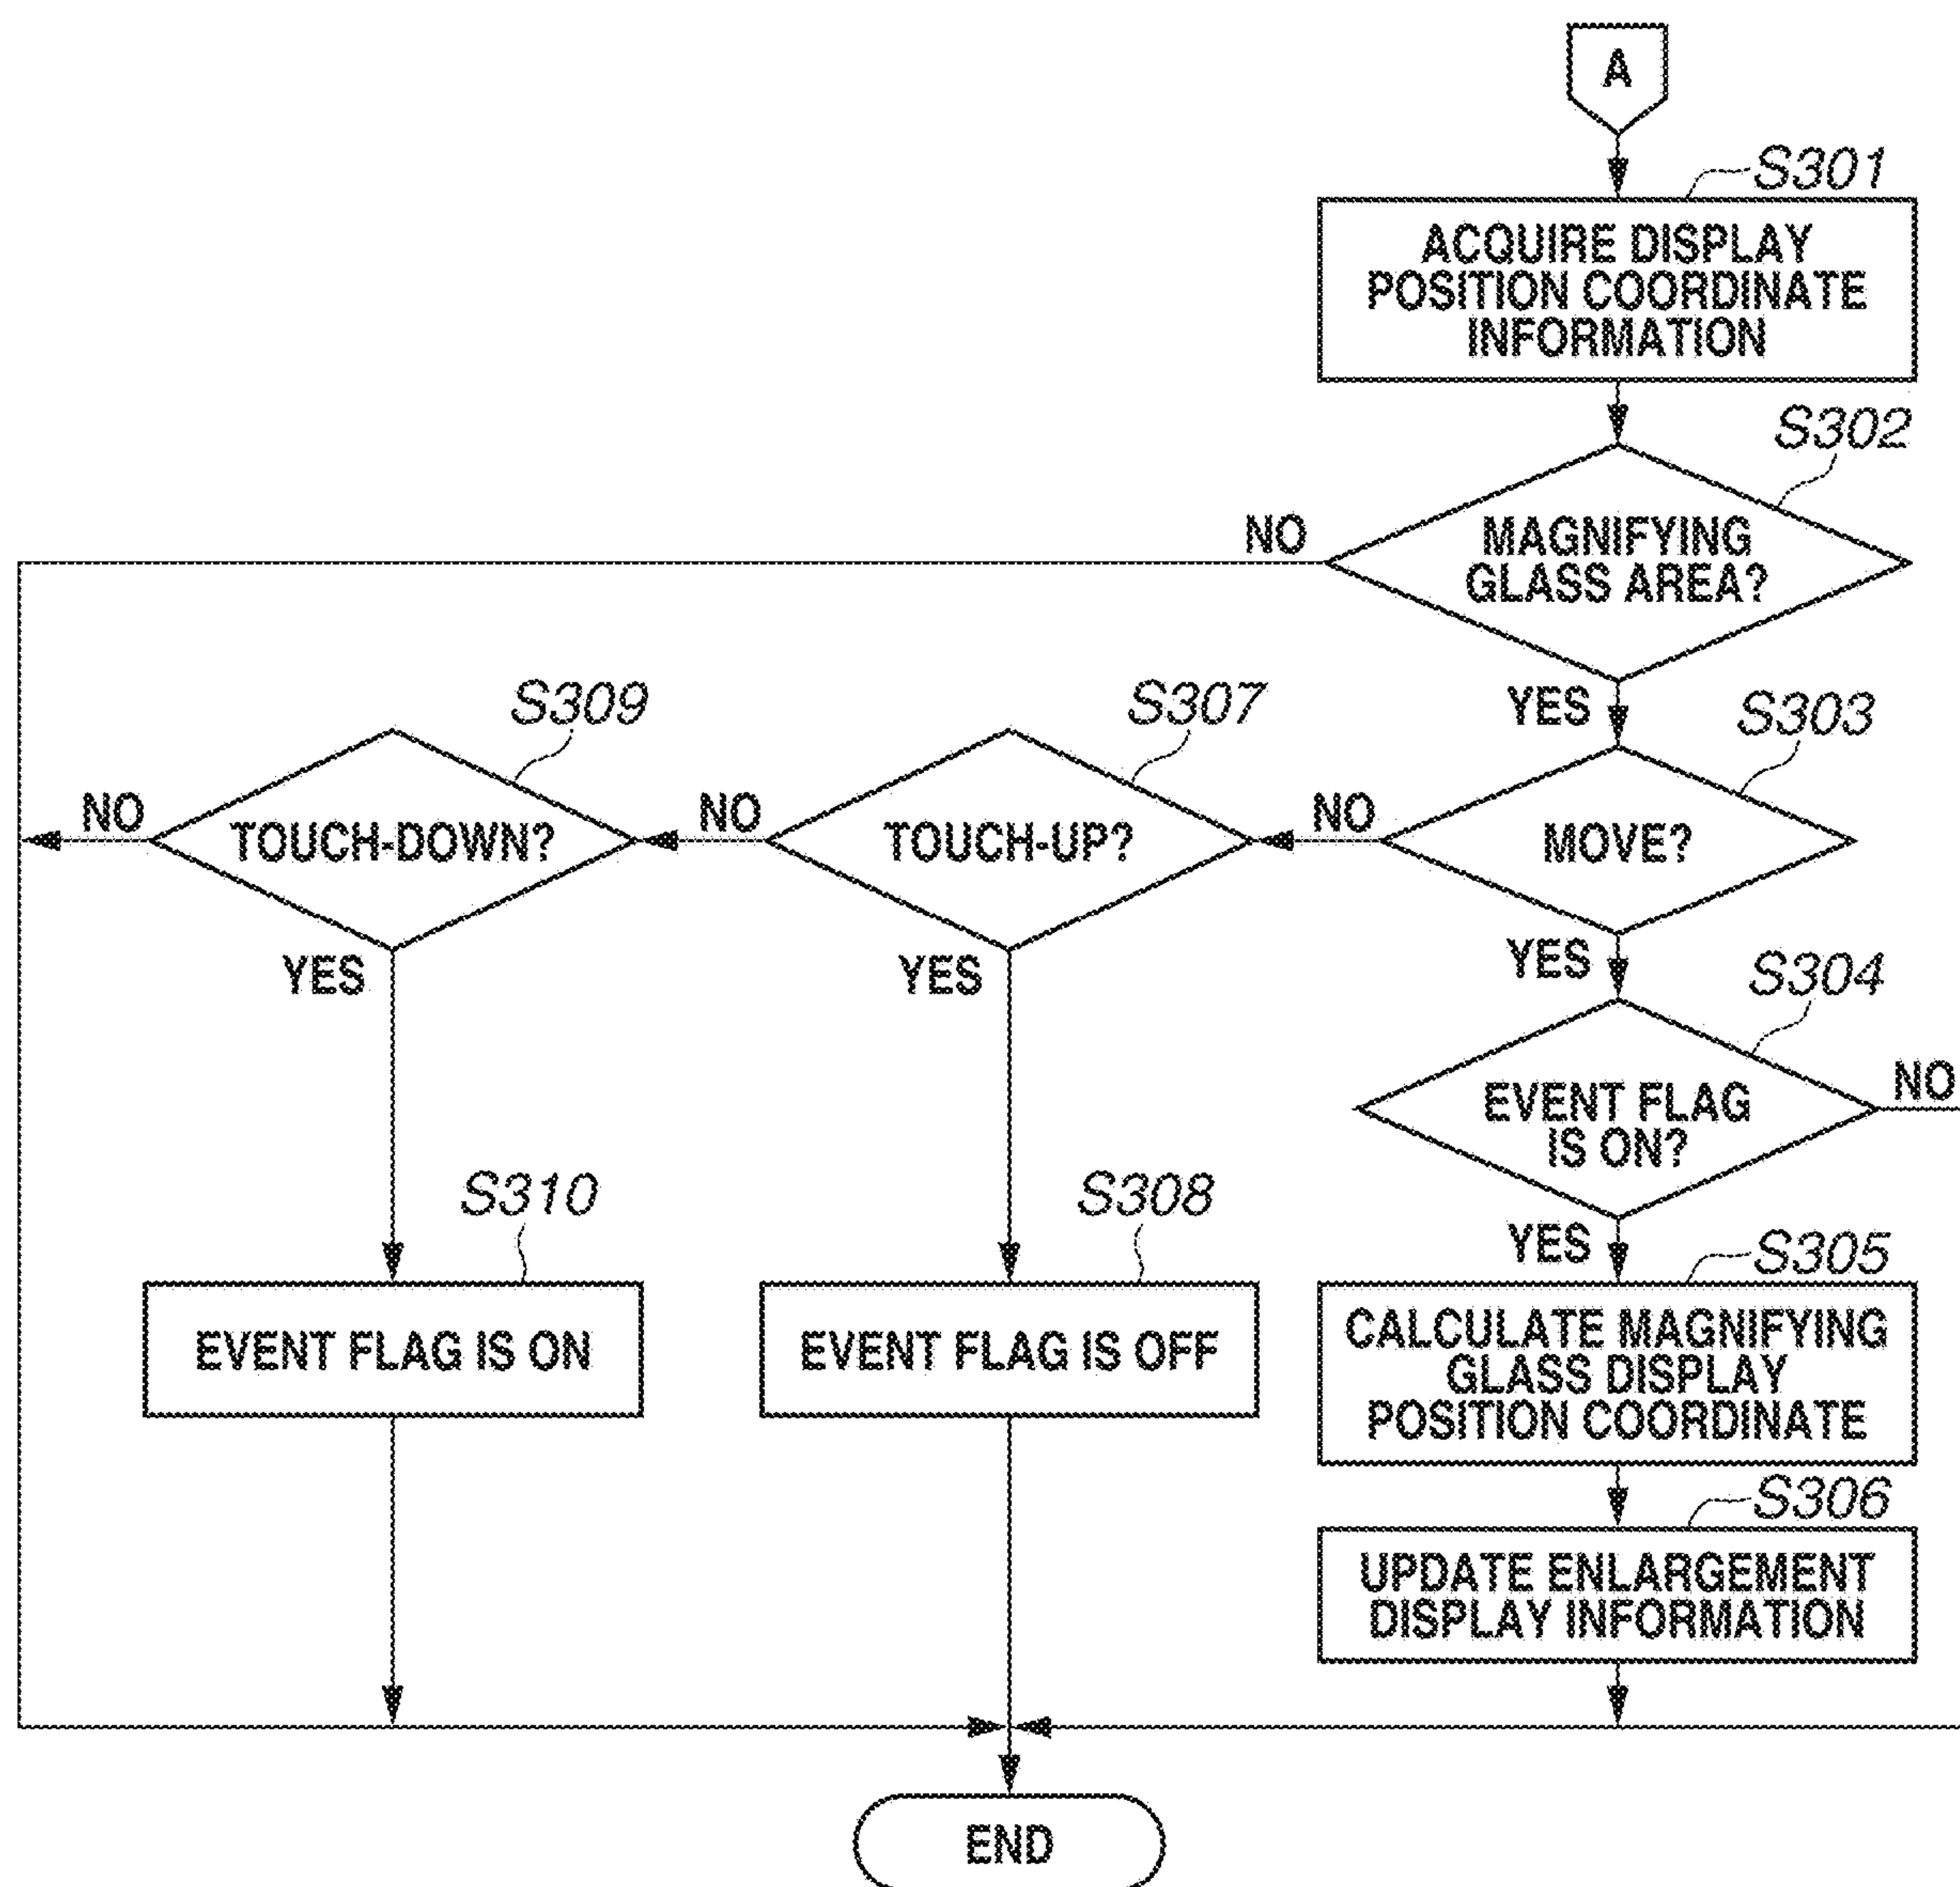 A
S301
ACQUIRE DISPLAY
POSITION COORDINATE
INFORMATION
S302
NO
MAGNIFYING
GLASS AREA?
YES
S309
S307
S303
NO
TOUCH-DOWN?
NO
TOUCH-UP?
NO
MOVE?
YES
YES
YES
S304
NO
EVENT FLAG
IS ON?
S310
S308
YES
S305
EVENT FLAG IS ON
EVENT FLAG IS OFF
CALCULATE MAGNIFYING
GLASS DISPLAY
POSITION COORDINATE
S306
UPDATE ENLARGEMENT
DISPLAY INFORMATION
END